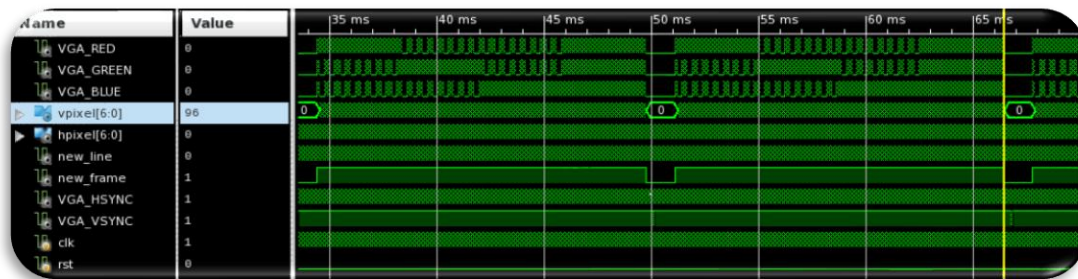 Name Value 35 ms 40 ms 45 ms 50 ms 55 ms 60 ms 65 ms
VGA_RED 0
VGA_GREEN 0
VGA_BLUE 0
vpixel[6:0] 96 0 0 0
hpixel[6:0] 0
new_line 0
new_frame 1
VGA_HSYNC 1
VGA_VSYNC 1
clk 1
rst 0